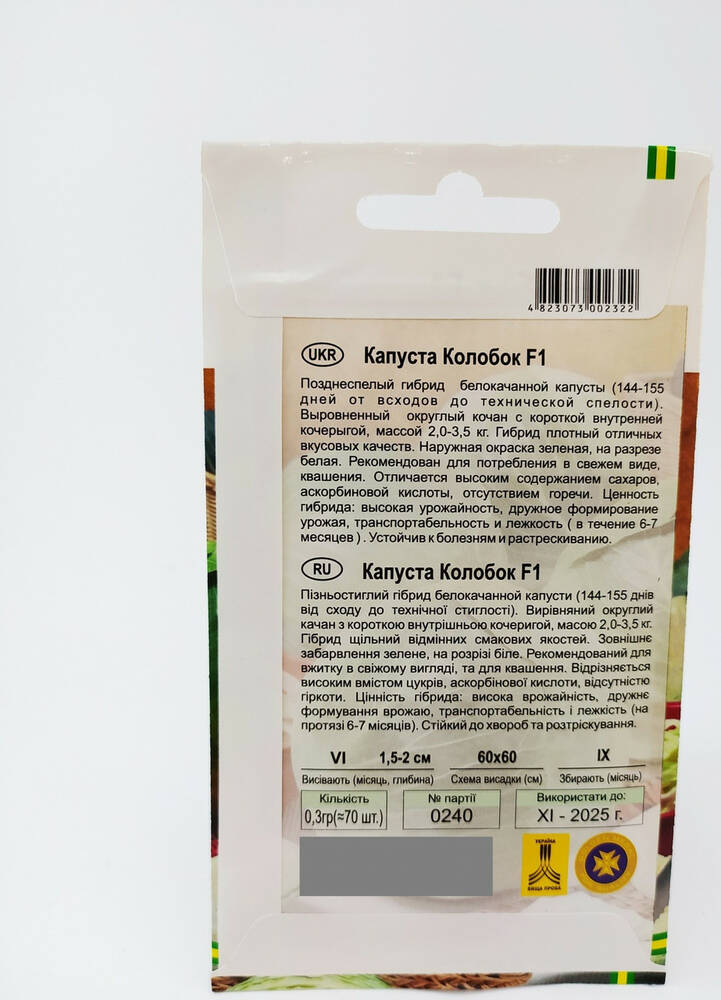 4 823073 002322
UKR Капуста Колобок F1
Позднеспелый гибрид белокачанной капусты (144-155
дней от всходов до технической спелости).
Выровненный округлый кочан с короткой внутренней
кочерыгой, массой 2,0-3,5 кг. Гибрид плотный отличных
вкусовых качеств. Наружная окраска зеленая, на разрезе
белая. Рекомендован для потребления в свежем виде,
квашения. Отличается высоким содержанием сахаров,
аскорбиновой кислоты, отсутствием горечи. Ценность
гибрида: высокая урожайность, дружное формирование
урожая, транспортабельность и лежкость ( в течение 6-7
месяцев ) . Устойчив к болезням и растрескиванию.
RU Капуста Колобок F1
Пізньостиглий гібрид белокачанної капусти (144-155 днів
від сходу до технічної стиглості). Вирівняний округлий
качан з короткою внутрішньою кочеригой, масою 2,0-3,5 кг.
Гібрид щільний відмінних смакових якостей. Зовнішнє
забарвлення зелене, на розрізі біле. Рекомендований для
вжитку в свіжому вигляді, та для квашення. Відрізняється
високим вмістом цукрів, аскорбінової кислоти, відсутністю
гіркоти. Цінність гібрида: висока врожайність, дружнє
формування врожаю, транспортабельність і лежкість (на
протязі 6-7 місяців). Стійкий до хвороб та розтріскування.
VI 1,5-2 см 60х60 IX
Висівають (місяць, глибина) Схема висадки (см) Збирають (місяць)
Кількість № партії Використати до:
0,3гр(≈70 шт.) 0240 XI - 2025 г.
УКРАЇНА
ВИЩА ПРОБА